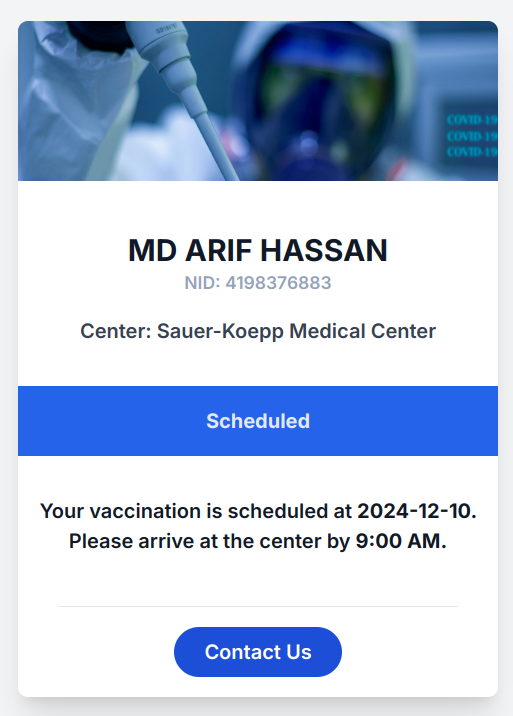 COVID-19
COVID-19
COVID-19
MD ARIF HASSAN
NID: 4198376883
Center: Sauer-Koepp Medical Center
Scheduled
Your vaccination is scheduled at 2024-12-10.
Please arrive at the center by 9:00 AM.
Contact Us